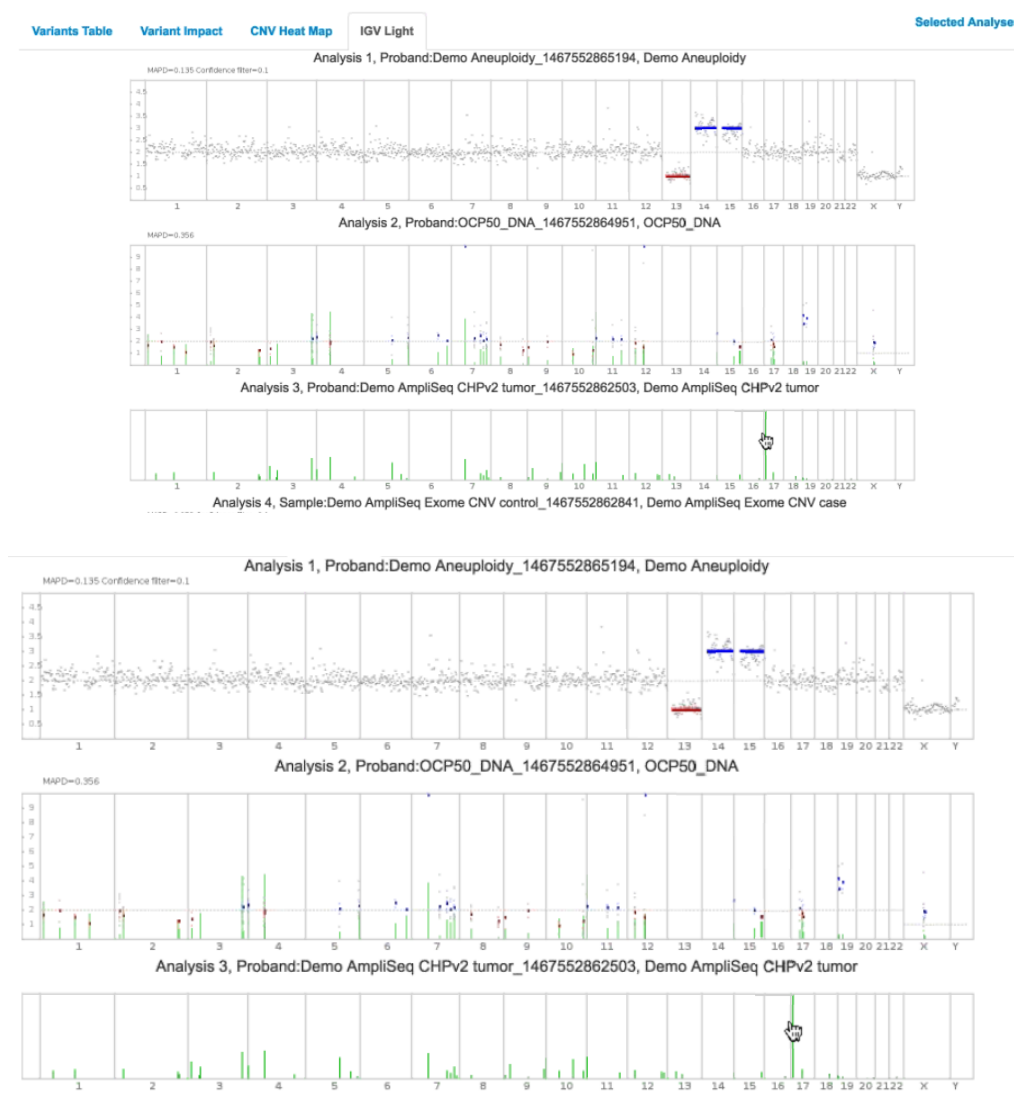 Variants Table Variant Impact CNV Heat Map IGV Light Selected Analyse
Analysis 1, Proband:Demo Aneuploidy_1467552865194, Demo Aneuploidy
MAPD=0.135 Confidence filter=0.1
4.5
4
3.5
3
2.5
2
1.5
1
0.5
1 2 3 4 5 6 7 8 9 10 11 12 13 14 15 16 17 18 19 20 2122 X Y
Analysis 2, Proband:OCP50_DNA_1467552864951, OCP50_DNA
MAPD=0.356
9
8
7
6
5
4
3
2
1
1 2 3 4 5 6 7 8 9 10 11 12 13 14 15 16 17 18 19 20 2122 X Y
Analysis 3, Proband:Demo AmpliSeq CHPv2 tumor_1467552862503, Demo AmpliSeq CHPv2 tumor
1 2 3 4 5 6 7 8 9 10 11 12 13 14 15 16 17 18 19 20 2122 X Y
Analysis 4, Sample:Demo AmpliSeq Exome CNV control_1467552862841, Demo AmpliSeq Exome CNV case
Analysis 1, Proband:Demo Aneuploidy_1467552865194, Demo Aneuploidy
MAPD=0.135 Confidence filter=0.1
4.5
4
3.5
3
2.5
2
1.5
1
0.5
1 2 3 4 5 6 7 8 9 10 11 12 13 14 15 16 17 18 19 20 2122 X Y
Analysis 2, Proband:OCP50_DNA_1467552864951, OCP50_DNA
MAPD=0.356
9
8
7
6
5
4
3
2
1
1 2 3 4 5 6 7 8 9 10 11 12 13 14 15 16 17 18 19 20 2122 X Y
Analysis 3, Proband:Demo AmpliSeq CHPv2 tumor_1467552862503, Demo AmpliSeq CHPv2 tumor
1 2 3 4 5 6 7 8 9 10 11 12 13 14 15 16 17 18 19 20 2122 X Y